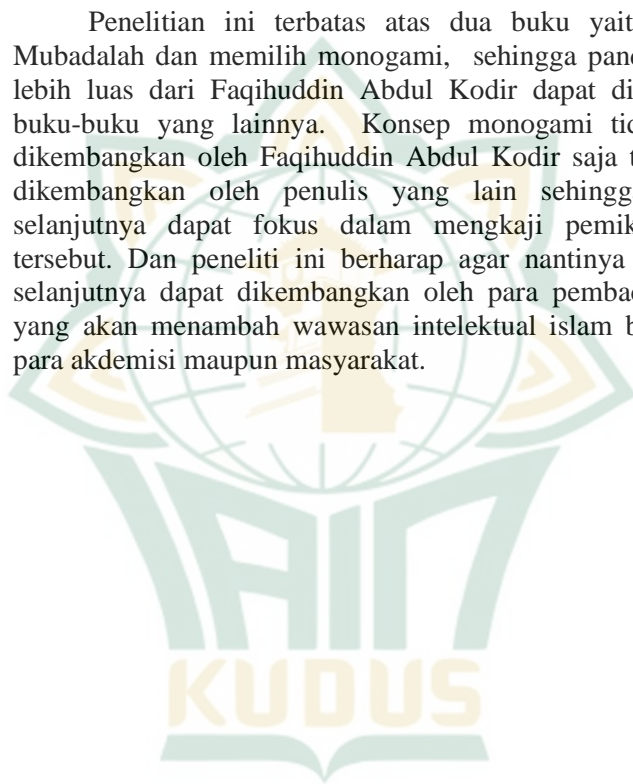 Penelitian ini terbatas atas dua buku yait
Mubadalah dan memilih monogami, sehingga pand
lebih luas dari Faqihuddin Abdul Kodir dapat di
buku-buku yang lainnya. Konsep monogami tid
dikembangkan oleh Faqihuddin Abdul Kodir saja t
dikembangkan oleh penulis yang lain sehingg
selanjutnya dapat fokus dalam mengkaji pemik
tersebut. Dan peneliti ini berharap agar nantinya
selanjutnya dapat dikembangkan oleh para pembac
yang akan menambah wawasan intelektual islam b
para akdemisi maupun masyarakat.
IAIN
KUDUS